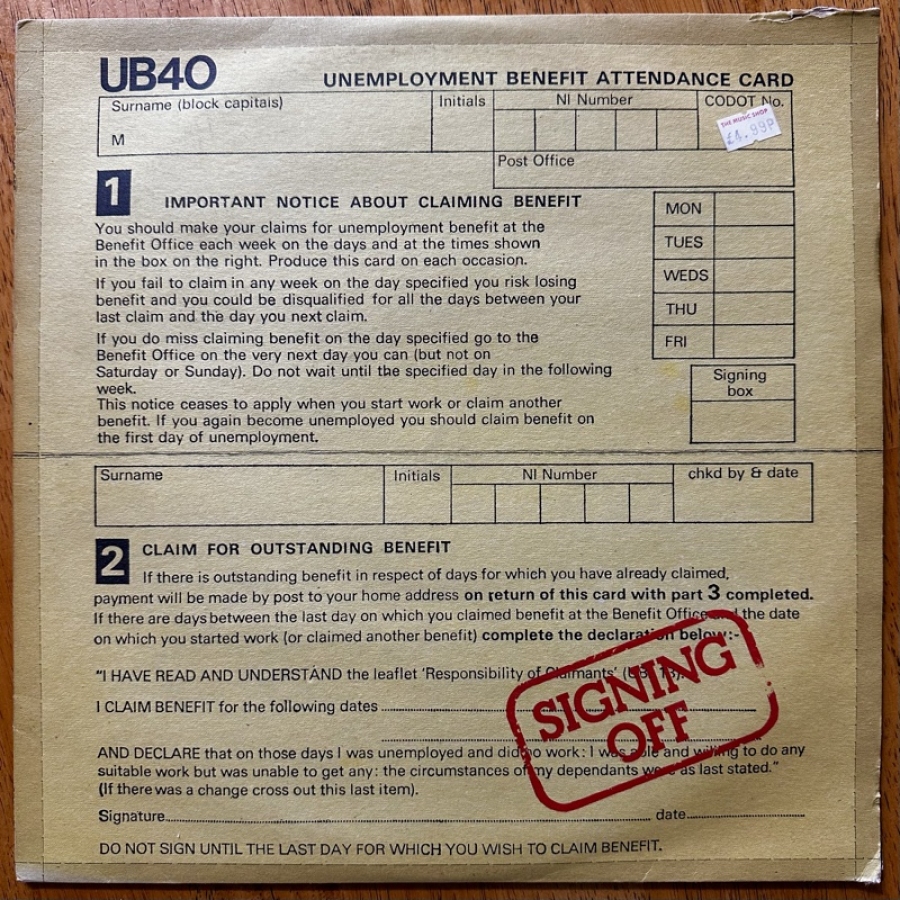 UB40
UNEMPLOYMENT BENEFIT ATTENDANCE CARD
Surname (block capitals)
Initials
NI Number
CODOT No.
THE MUSIC SHOP
£4.99P
M
Post Office
1
IMPORTANT NOTICE ABOUT CLAIMING BENEFIT
You should make your claims for unemployment benefit at the
Benefit Office each week on the days and at the times shown
in the box on the right. Produce this card on each occasion.
If you fail to claim in any week on the day specified you risk losing
benefit and you could be disqualified for all the days between your
last claim and the day you next claim.
If you do miss claiming benefit on the day specified go to the
Benefit Office on the very next day you can (but not on
Saturday or Sunday). Do not wait until the specified day in the following
week.
This notice ceases to apply when you start work or claim another
benefit. If you again become unemployed you should claim benefit on
the first day of unemployment.
MON
TUES
WEDS
THU
FRI
Signing
box
Surname
Initials
NI Number
chkd by & date
2
CLAIM FOR OUTSTANDING BENEFIT
If there is outstanding benefit in respect of days for which you have already claimed,
payment will be made by post to your home address on return of this card with part 3 completed.
If there are days between the last day on which you claimed benefit at the Benefit Office and the date
on which you started work (or claimed another benefit) complete the declaration below:-
"I HAVE READ AND UNDERSTAND the leaflet 'Responsibility of Claimants'
I CLAIM BENEFIT for the following dates
AND DECLARE that on those days I was unemployed and did no work: I was able and willing to do any
suitable work but was unable to get any: the circumstances of my dependants were as last stated."
(If there was a change cross out this last item).
SIGNING
OFF
Signature
date
DO NOT SIGN UNTIL THE LAST DAY FOR WHICH YOU WISH TO CLAIM BENEFIT.